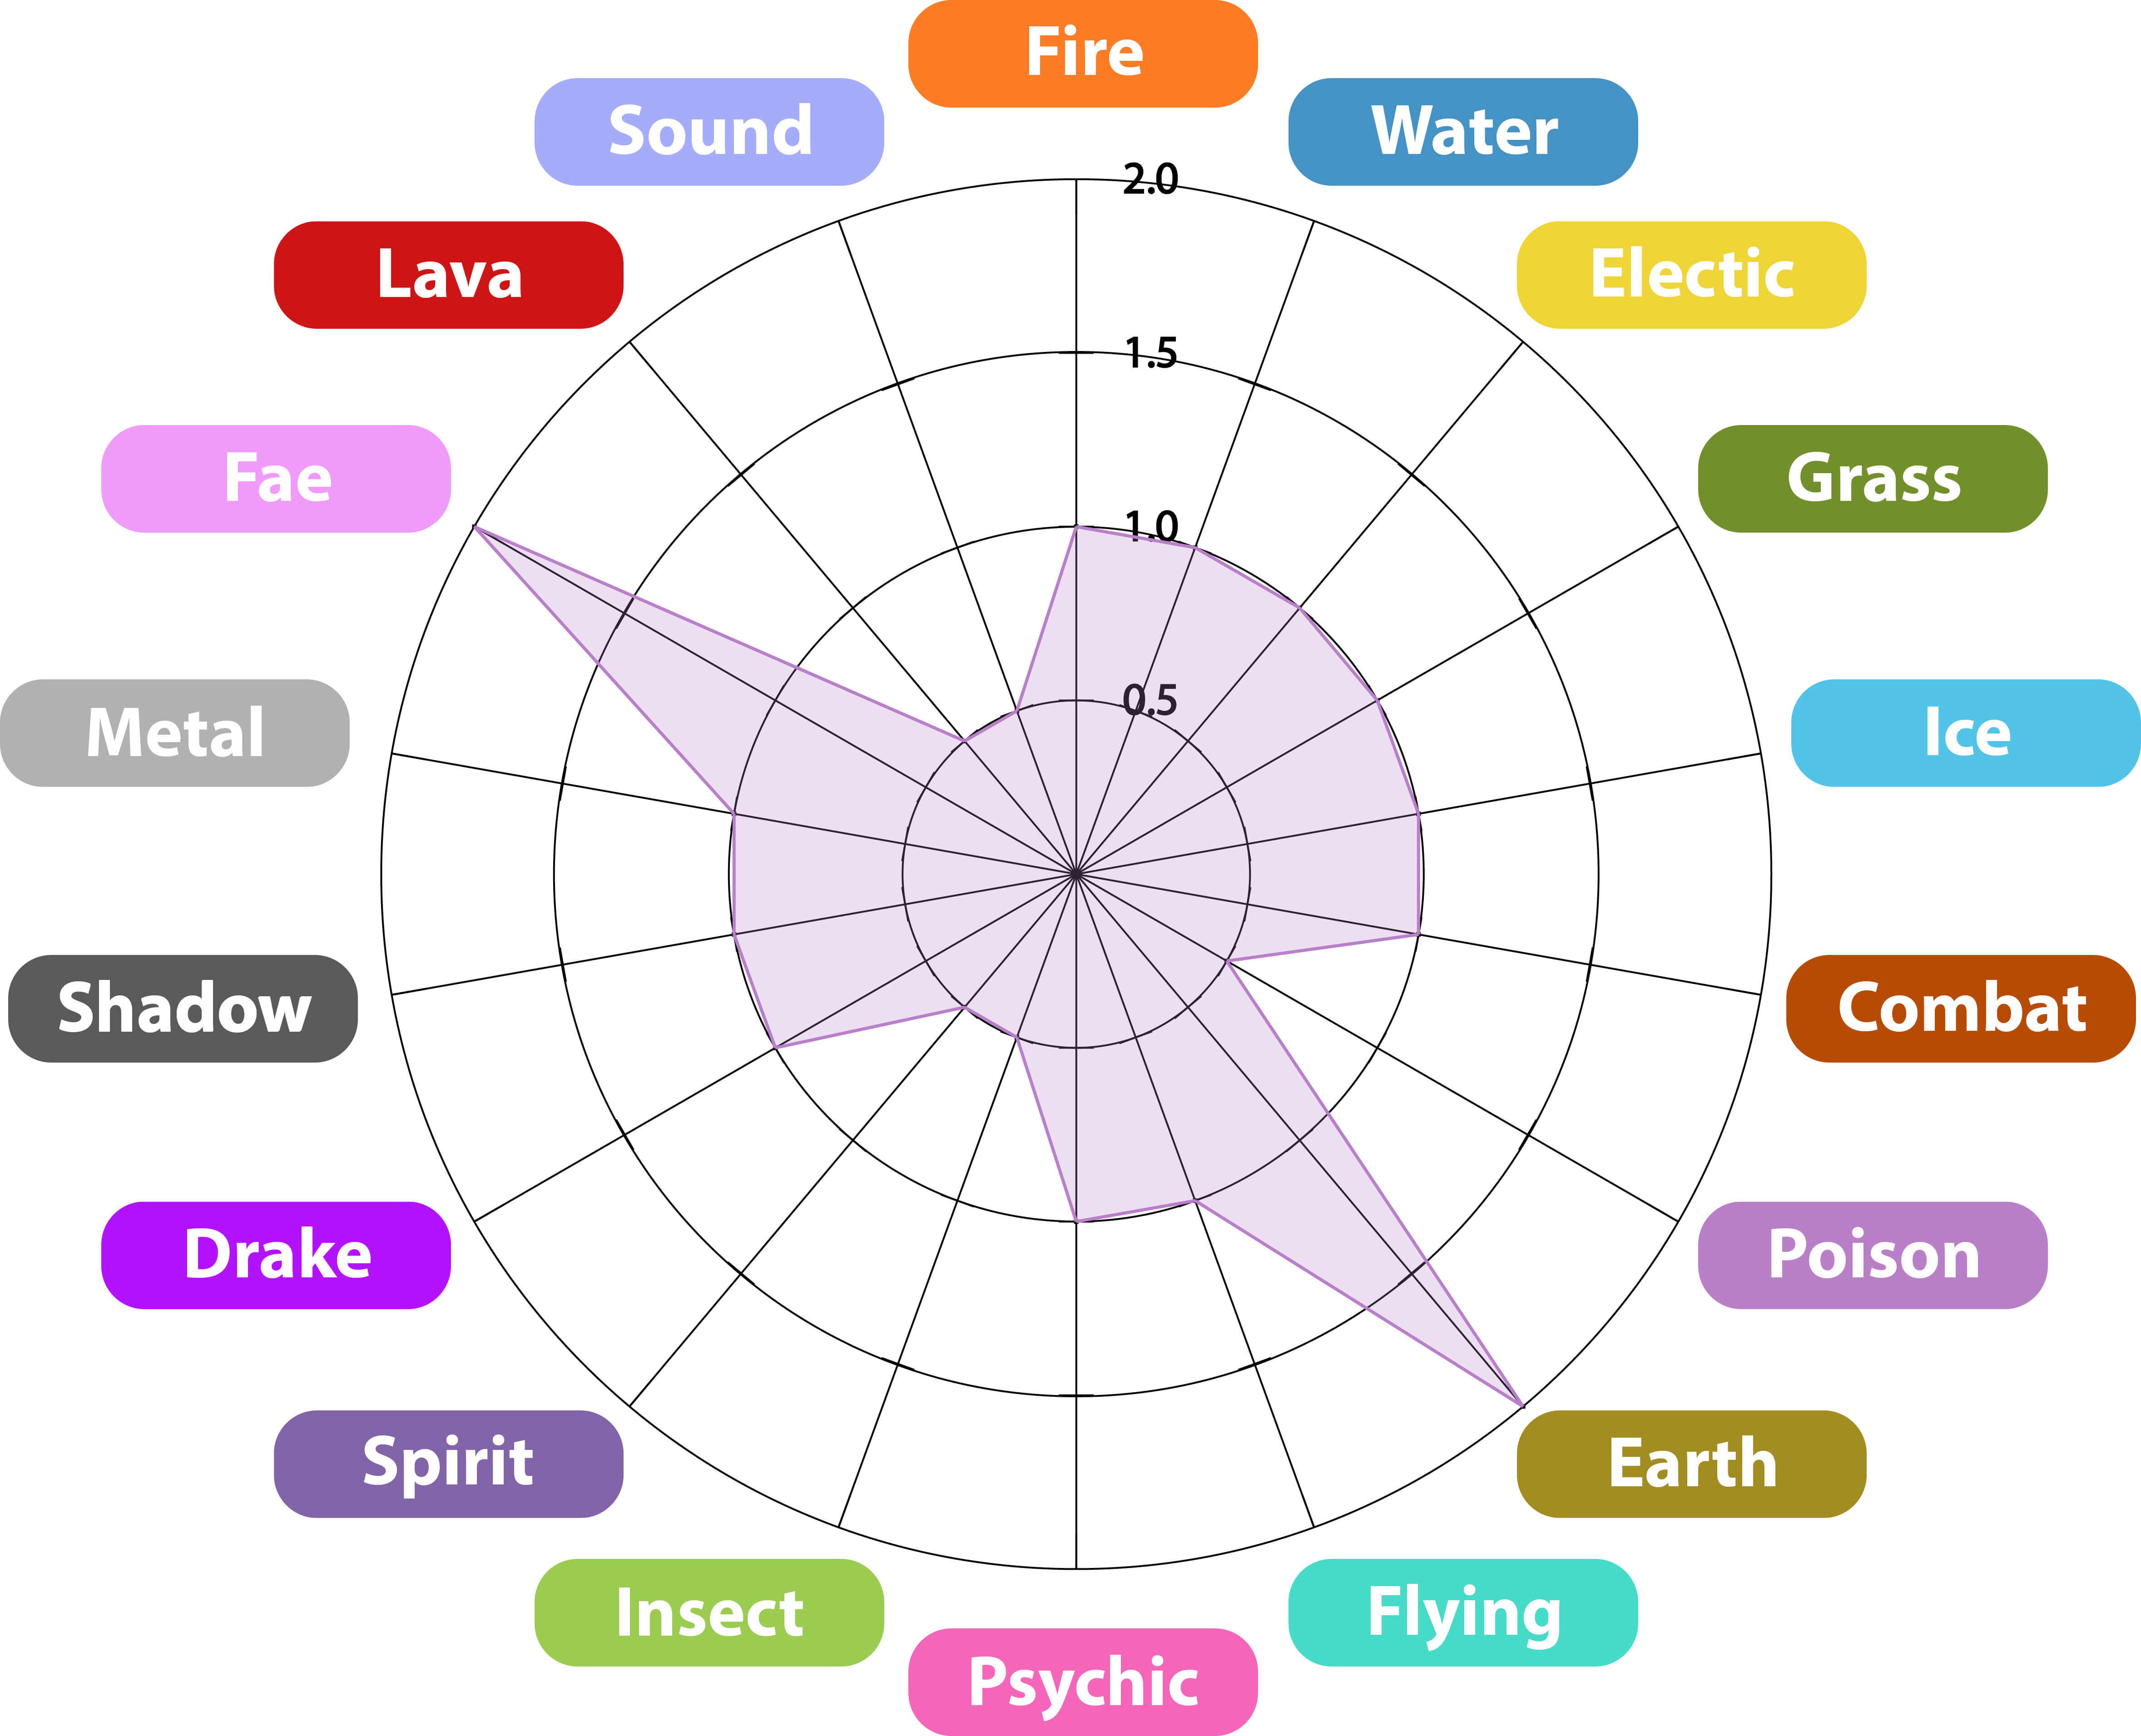 Fire
Sound
Water
2.0
Lava
Electic
1.5
Fae
Grass
1.0
0.5
Metal
Ice
Shadow
Combat
Drake
Poison
Spirit
Earth
Insect
Flying
Psychic